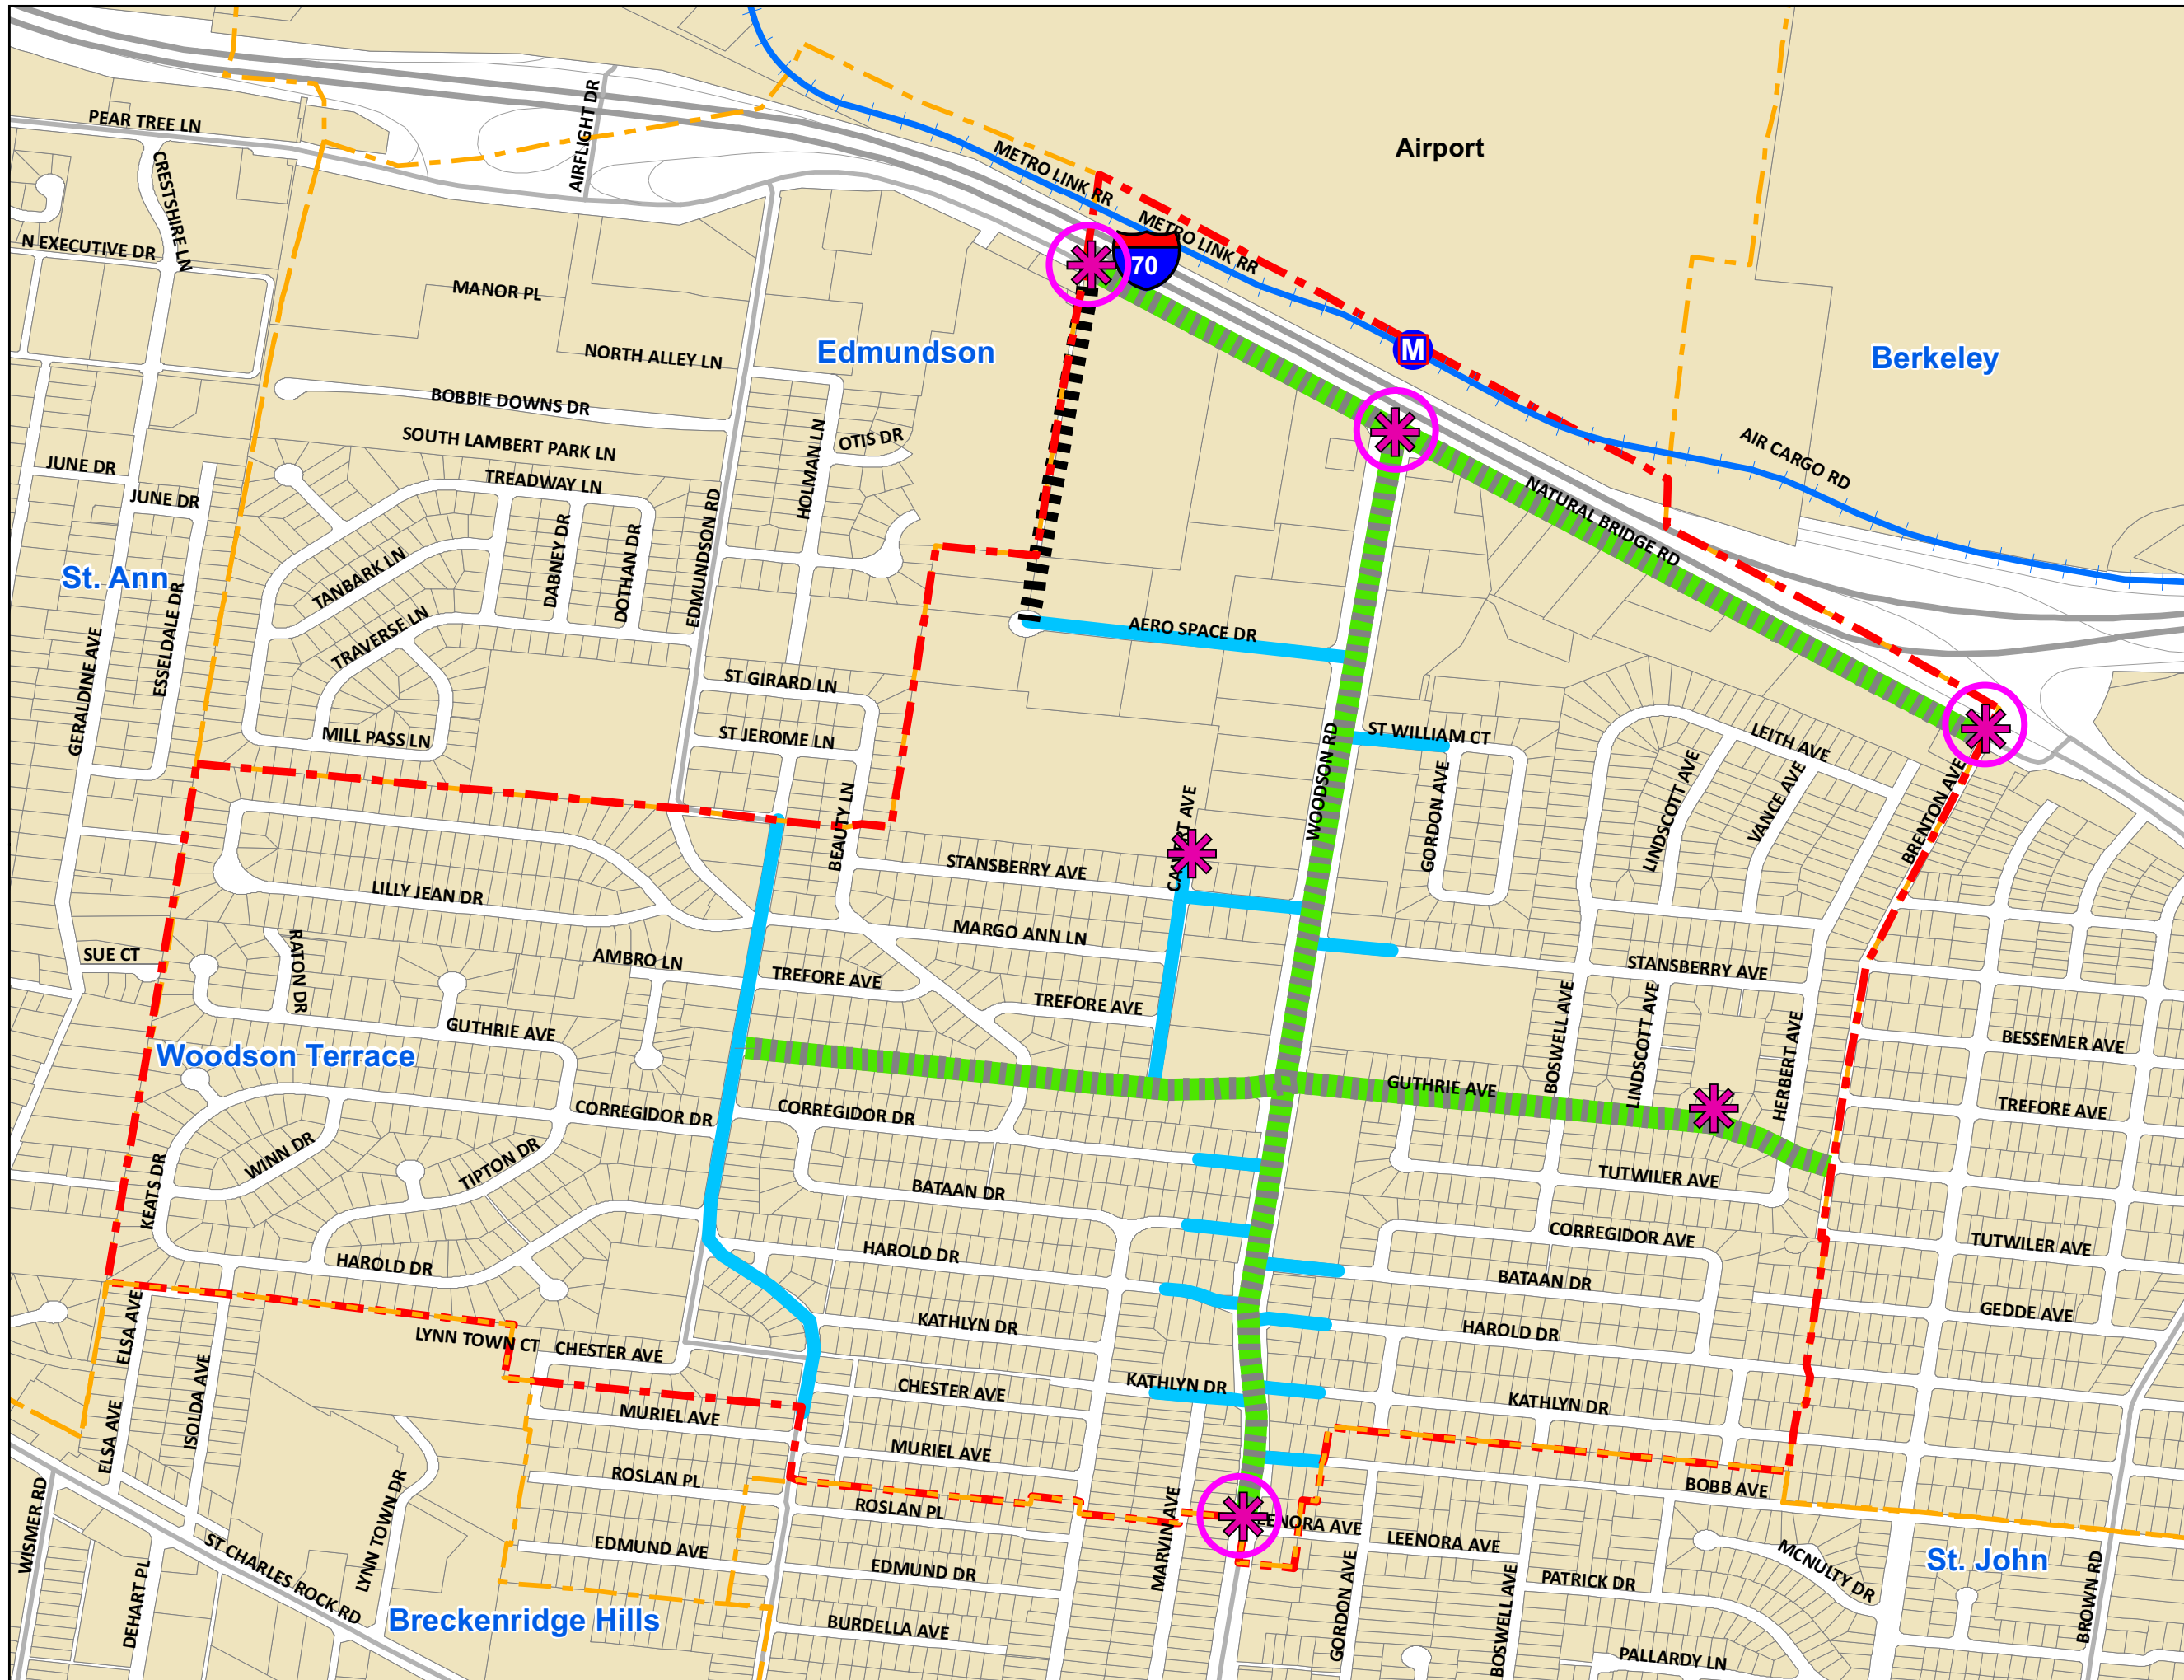 PEAR TREE LN
CRESTSHIRE LN
AIRFLIGHT DR
METRO LINK RR
Airport
METRO LINK RR
N EXECUTIVE DR
70
MANOR PL
NORTH ALLEY LN
Edmundson
M
Berkeley
BOBBIE DOWNS DR
SOUTH LAMBERT PARK LN
HOLMAN LN
OTIS DR
AIR CARGO RD
JUNE DR
JUNE DR
TREADWAY LN
NATURAL BRIDGE RD
EDMUNDSON RD
DABNEY DR
DOTHAN DR
TANBARK LN
St. Ann
ESSELDALE DR
TRAVERSE LN
AERO SPACE DR
GERALDINE AVE
ST GIRARD LN
MILL PASS LN
ST JEROME LN
ST WILLIAM CT
WOODSON RD
LEITH AVE
LINDSCOTT AVE
VANCE AVE
BRENTON AVE
GORDON AVE
BEAUTY LN
STANSBERRY AVE
LILLY JEAN DR
MARGO ANN LN
SUE CT
RATON DR
AMBRO LN
TREFORE AVE
STANSBERRY AVE
TREFORE AVE
GUTHRIE AVE
BOSWELL AVE
LINDSCOTT AVE
HERBERT AVE
BESSEMER AVE
Woodson Terrace
GUTHRIE AVE
CORREGIDOR DR
CORREGIDOR DR
TREFORE AVE
WINN DR
TIPTON DR
KEATS DR
BATAAN DR
TUTWILER AVE
HAROLD DR
HAROLD DR
CORREGIDOR AVE
TUTWILER AVE
BATAAN DR
GEDDE AVE
ELSA AVE
LYNN TOWN CT
CHESTER AVE
KATHLYN DR
HAROLD DR
ISOLDA AVE
CHESTER AVE
KATHLYN DR
KATHLYN DR
ELSA AVE
MURIEL AVE
MURIEL AVE
ROSLAN PL
BOBB AVE
WISMER RD
LYNN TOWN DR
ROSLAN PL
MARVIN AVE
LEENORA AVE
ST CHARLES ROCK RD
EDMUND AVE
EDMUND DR
GORDON AVE
BOSWELL AVE
PATRICK DR
MCNULTY DR
St. John
DEHART PL
Breckenridge Hills
BURDELLA AVE
PALLARDY LN
BROWN RD